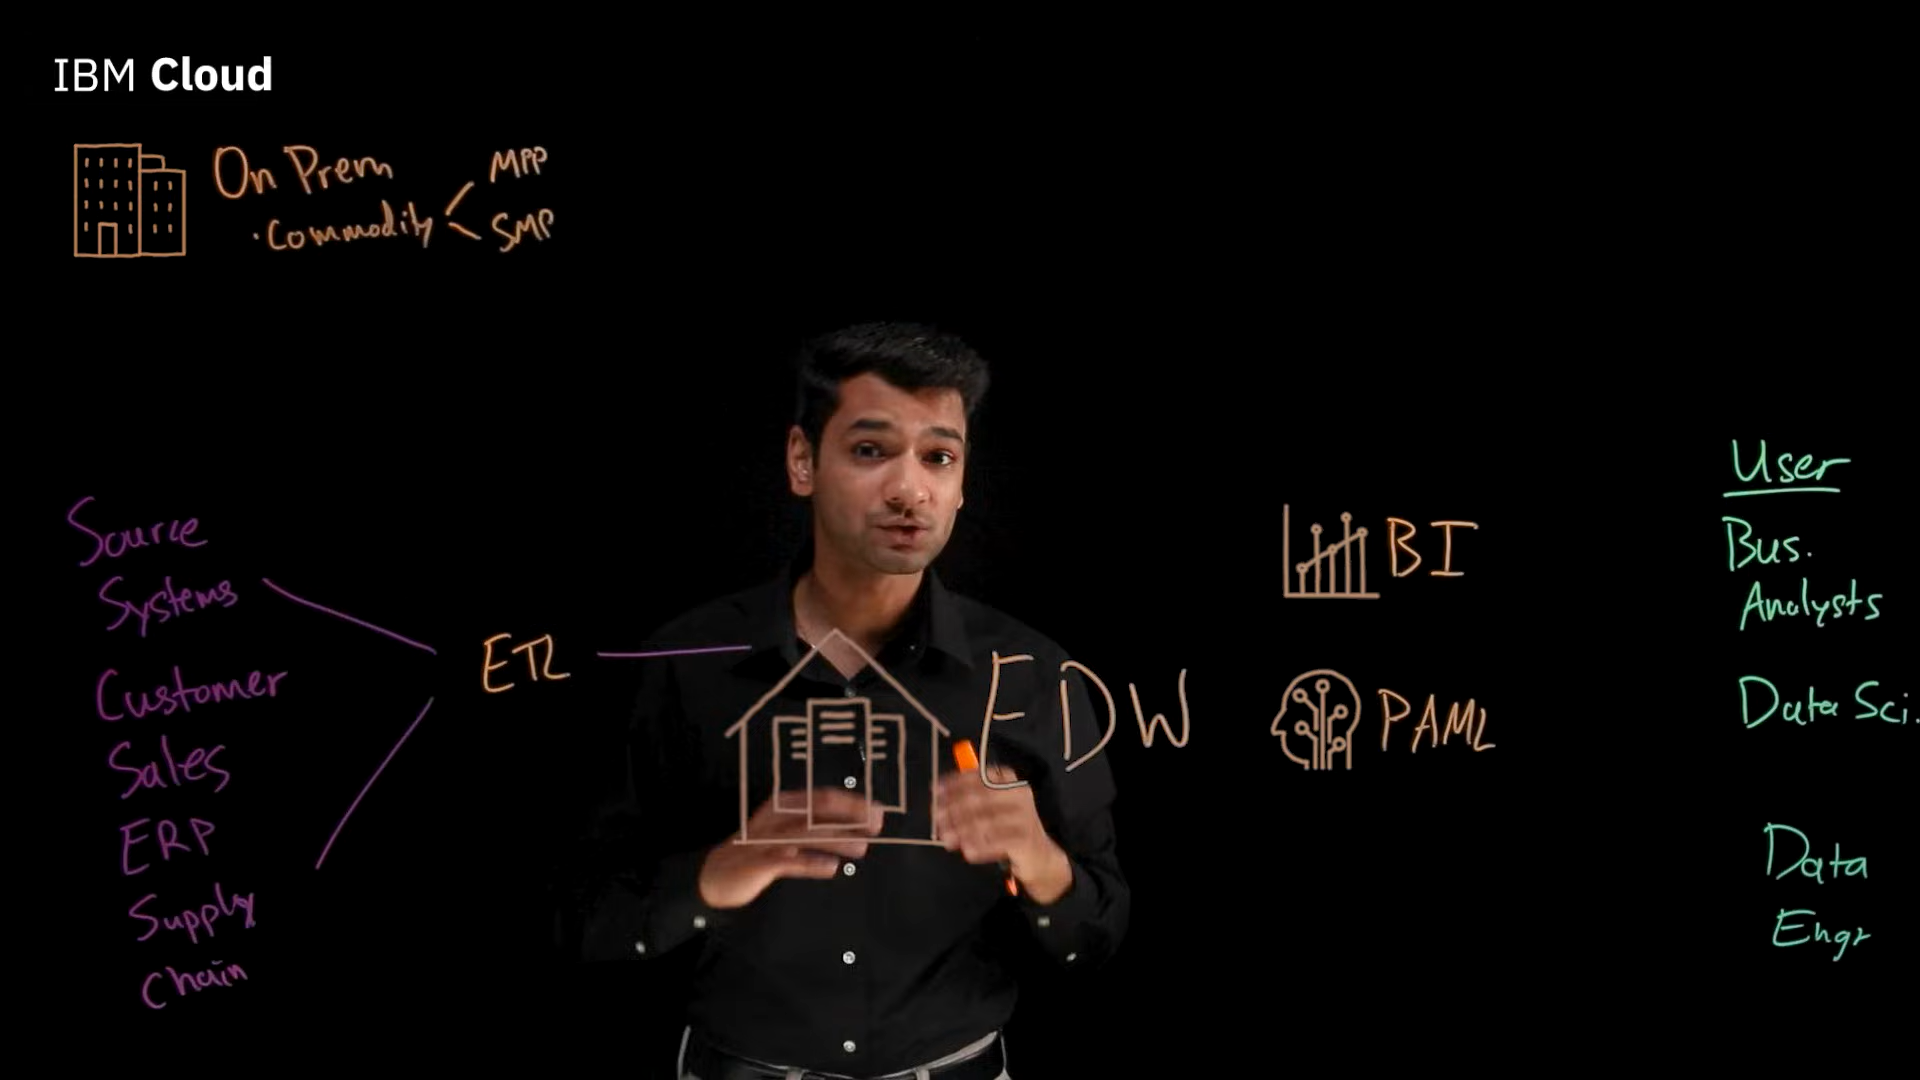 IBM Cloud
On Prem
· Commodity
MPP
SMP
Source
Systems
Customer
Sales
ERP
Supply
Chain
ETL
EDW
BI
PAML
User
Bus.
Analysts
Data Sci.
Data
Engr